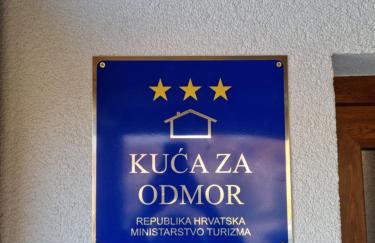 KUĆA ZA
ODMOR
REPUBLIKA HRVATSKA
MINISTARSTVO TURIZMA